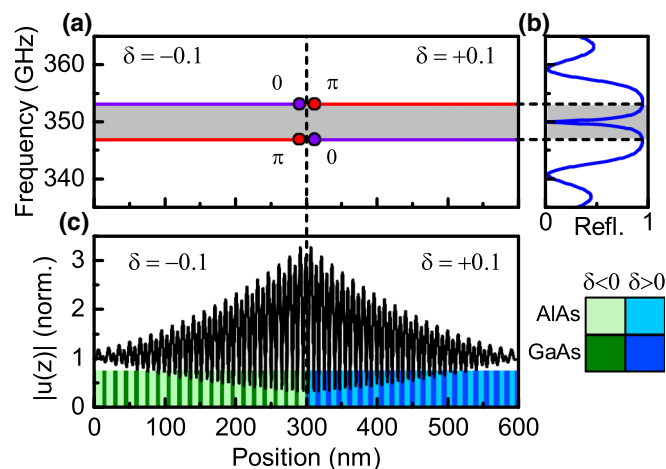 (a)
(b)
δ = −0.1
δ = +0.1
0
π
π
0
Frequency (GHz)
360
350
340
0
1
Refl.
(c)
δ = −0.1
δ = +0.1
|u(z)| (norm.)
3
2
1
0
0
100
200
300
400
500
600
Position (nm)
δ<0
δ>0
AlAs
GaAs